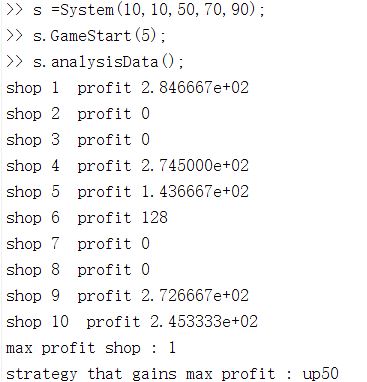 >> s =System(10,10,50,70,90);
>> s.GameStart(5);
>> s.analysisData();
shop 1  profit 2.846667e+02
shop 2  profit 0
shop 3  profit 0
shop 4  profit 2.745000e+02
shop 5  profit 1.436667e+02
shop 6  profit 128
shop 7  profit 0
shop 8  profit 0
shop 9  profit 2.726667e+02
shop 10  profit 2.453333e+02
max profit shop : 1
strategy that gains max profit : up50